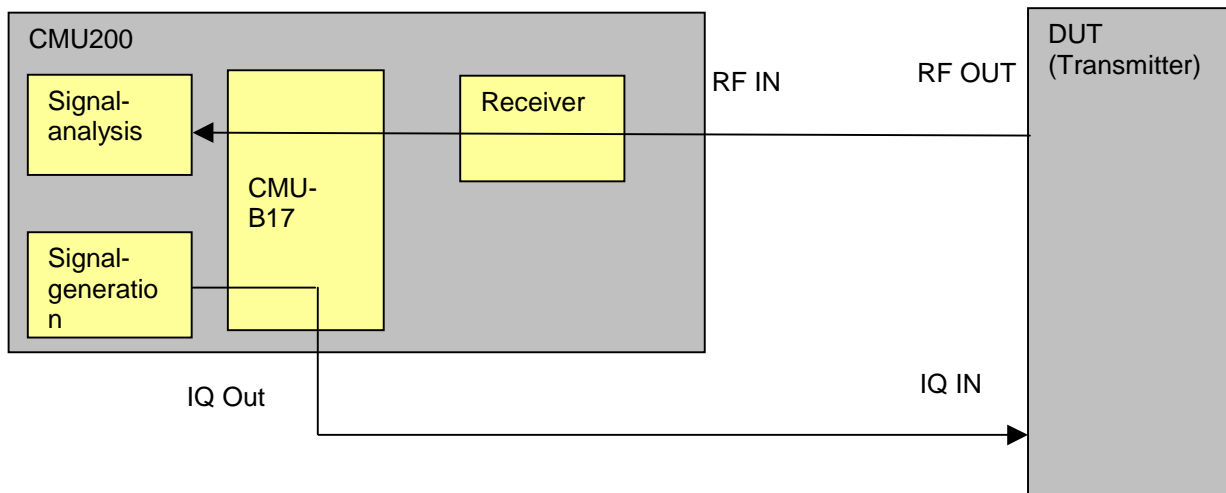 CMU200
Signal-
analysis
CMU-
B17
Receiver
Signal-
generatio
n
RF IN
RF OUT
DUT
(Transmitter)
IQ Out
IQ IN